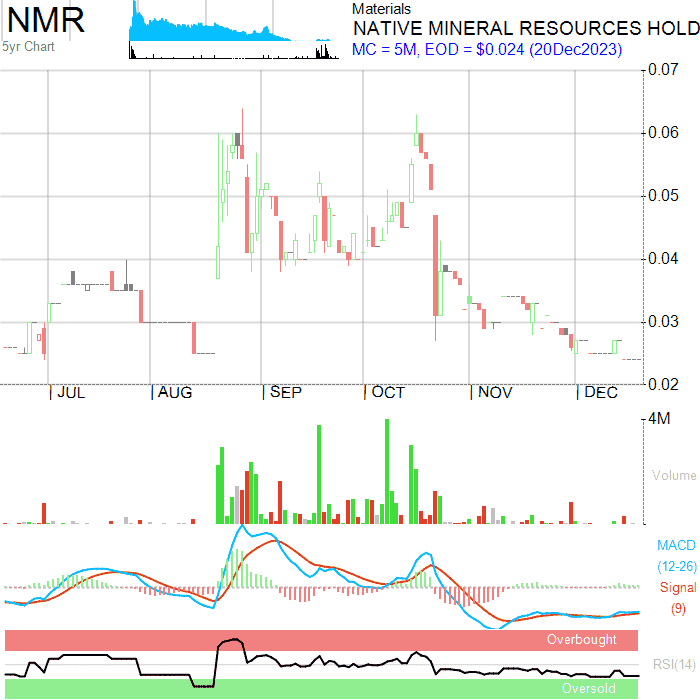 NMR
5yr Chart
Materials
NATIVE MINERAL RESOURCES HOLD
MC = 5M, EOD = $0.024 (20Dec2023)
0.07
0.06
0.05
0.04
0.03
0.02
JUL
AUG
SEP
OCT
NOV
DEC
4M
Volume
MACD
(12-26)
Signal
(9)
Overbought
RSI(14)
Oversold